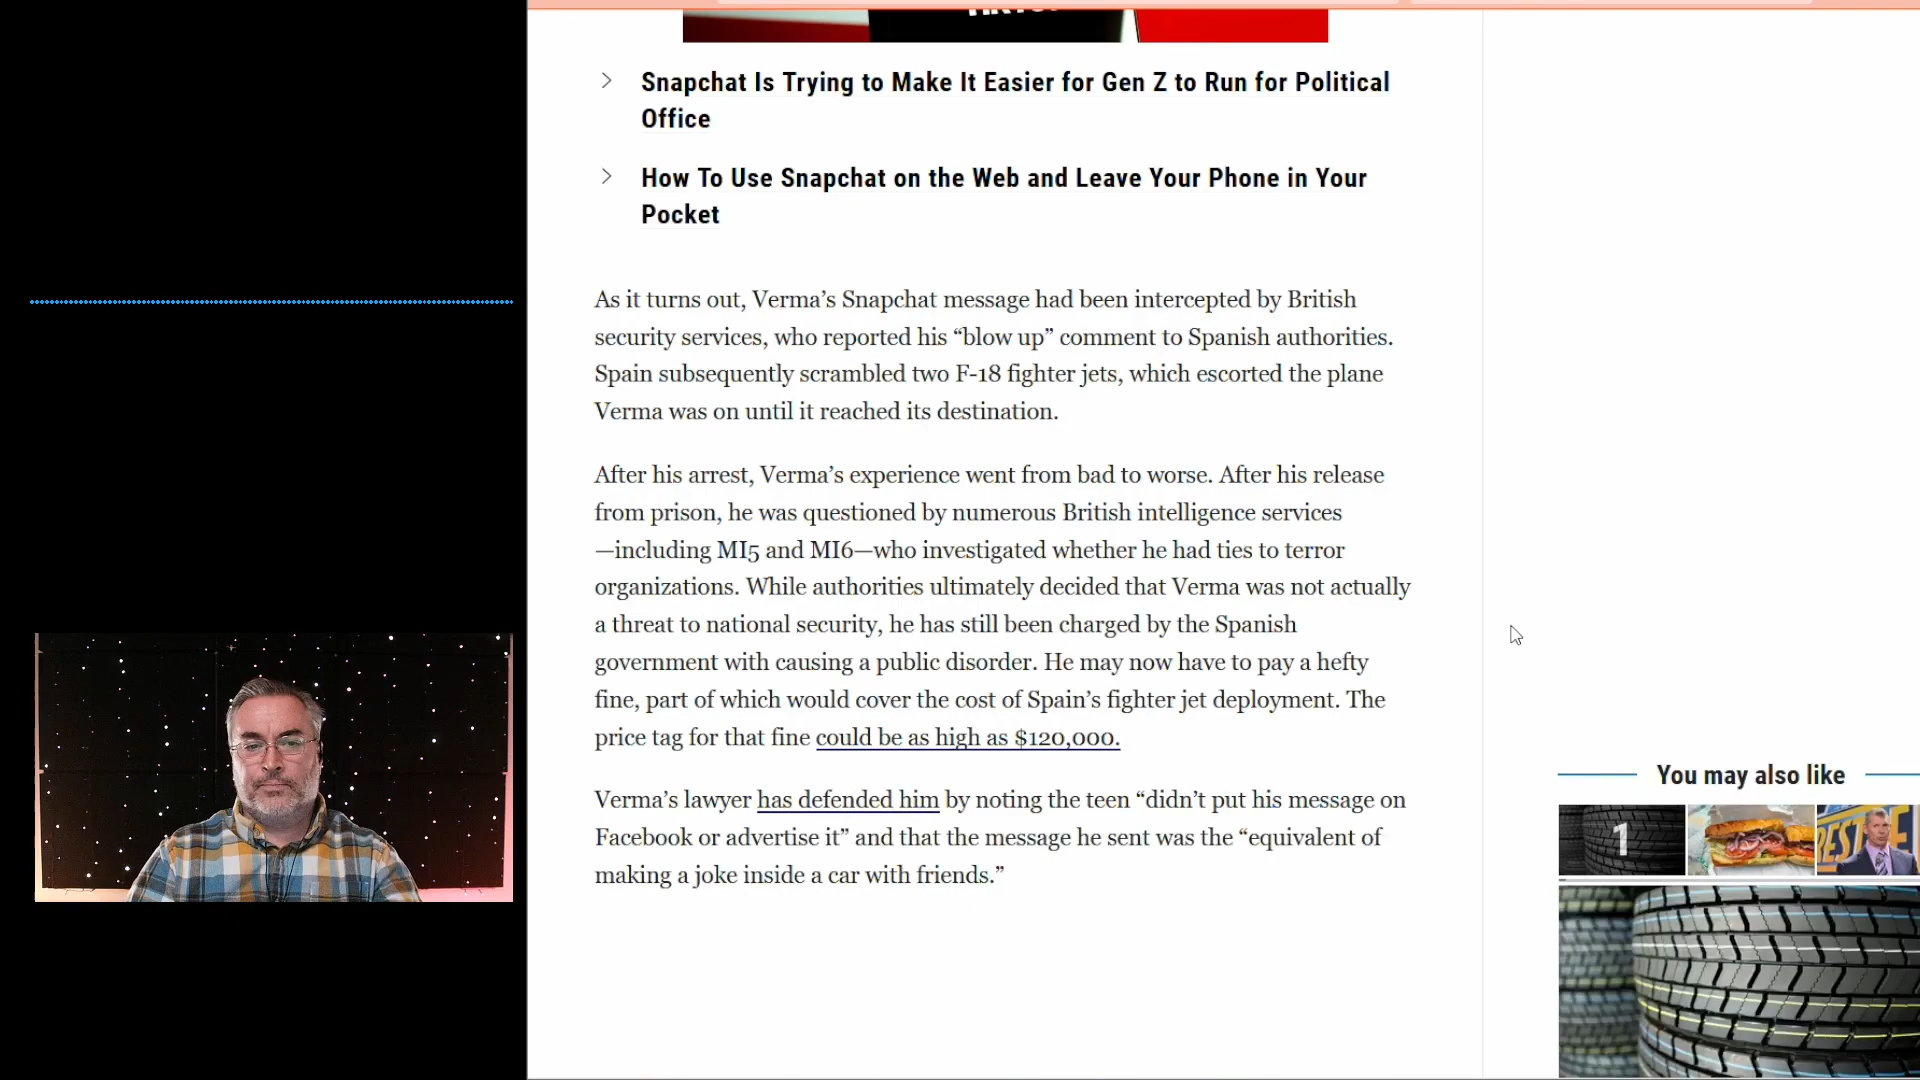 Snapchat Is Trying to Make It Easier for Gen Z to Run for Political
Office
How To Use Snapchat on the Web and Leave Your Phone in Your
Pocket
As it turns out, Verma’s Snapchat message had been intercepted by British
security services, who reported his “blow up” comment to Spanish authorities.
Spain subsequently scrambled two F-18 fighter jets, which escorted the plane
Verma was on until it reached its destination.
After his arrest, Verma’s experience went from bad to worse. After his release
from prison, he was questioned by numerous British intelligence services
—including MI5 and MI6—who investigated whether he had ties to terror
organizations. While authorities ultimately decided that Verma was not actually
a threat to national security, he has still been charged by the Spanish
government with causing a public disorder. He may now have to pay a hefty
fine, part of which would cover the cost of Spain’s fighter jet deployment. The
price tag for that fine could be as high as $120,000.
Verma’s lawyer has defended him by noting the teen “didn’t put his message on
Facebook or advertise it” and that the message he sent was the “equivalent of
making a joke inside a car with friends.”
You may also like
1